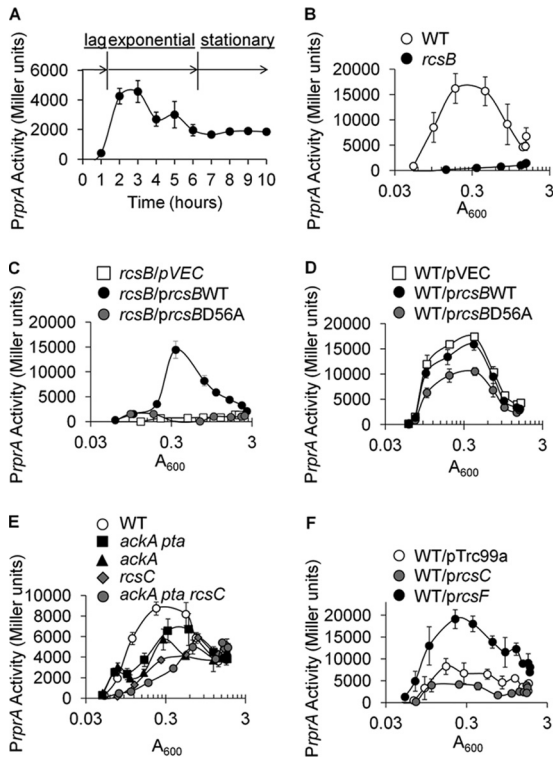 A
lag exponential stationary
PrprA Activity (Miller units)
6000
4000
2000
0
0 1 2 3 4 5 6 7 8 9 10
Time (hours)
B
WT
rcsB
PrprA Activity (Miller units)
20000
15000
10000
5000
0
0.03 0.3 3
A600
C
rcsB/pVEC
rcsB/prcsBWT
rcsB/prcsBD56A
PrprA Activity (Miller units)
20000
15000
10000
5000
0
0.03 0.3 3
A600
D
WT/pVEC
WT/prcsBWT
WT/prcsBD56A
PrprA Activity (Miller units)
20000
15000
10000
5000
0
0.03 0.3 3
A600
E
WT
ackA pta
ackA
rcsC
ackA pta rcsC
PrprA Activity (Miller units)
10000
8000
6000
4000
2000
0
0.03 0.3 3
A600
F
WT/pTrc99a
WT/prcsC
WT/prcsF
PrprA Activity (Miller units)
20000
15000
10000
5000
0
0.03 0.3 3
A600